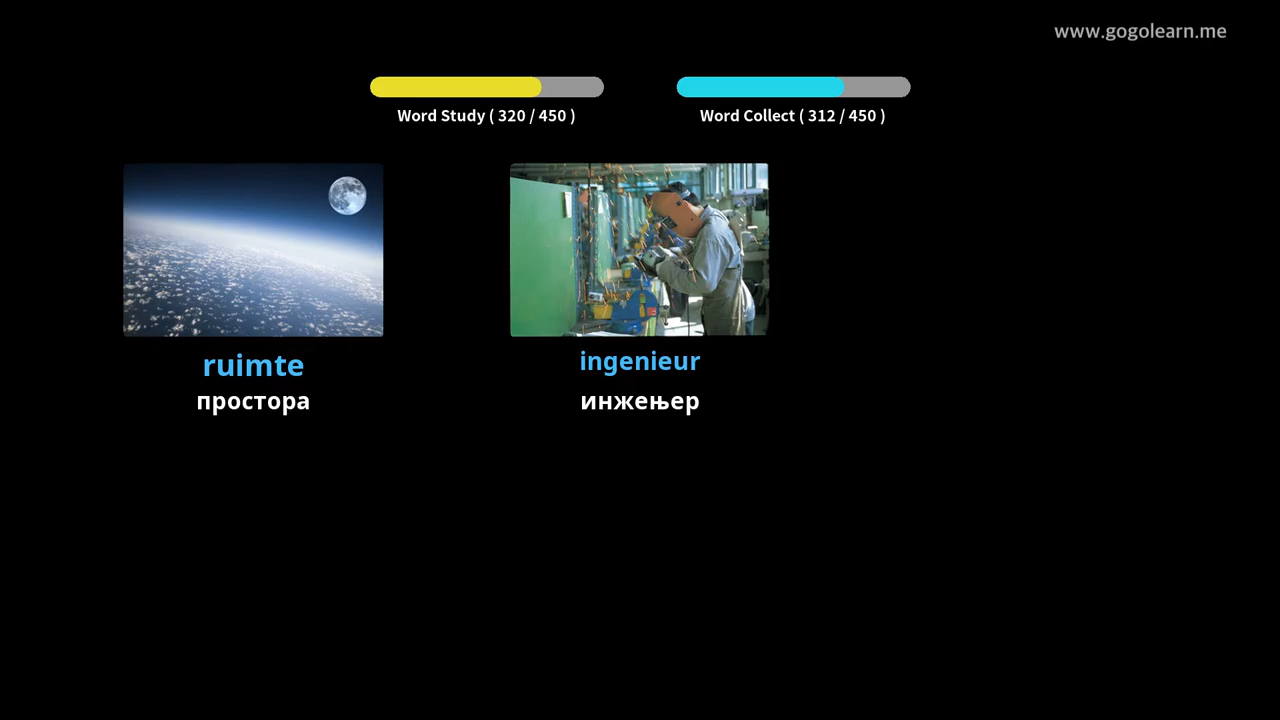 www.gogolearn.me
Word Study ( 320 / 450 )
Word Collect ( 312 / 450 )
ruimte
простора
ingenieur
инжењер